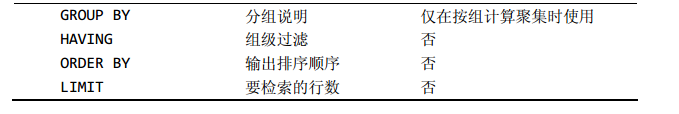 GROUP BY 分组说明 仅在按组计算聚集时使用
HAVING 组级过滤 否
ORDER BY 输出排序顺序 否
LIMIT 要检索的行数 否